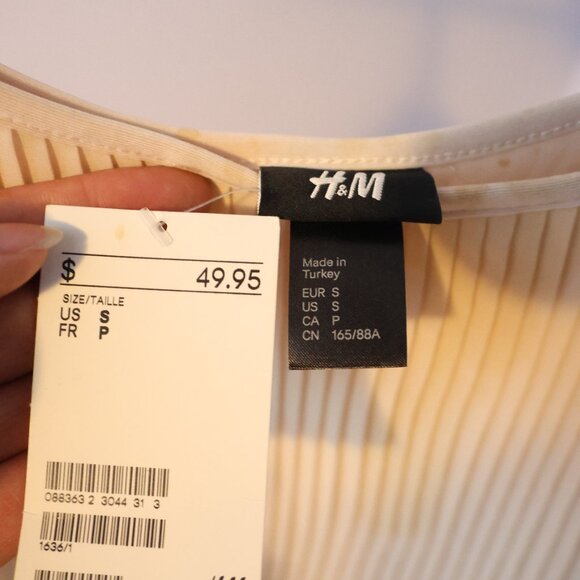 H&M
Made in
Turkey
EUR S
US S
CA P
CN 165/88A
$ 49.95
SIZE/TAILLE
US S
FR P
088363 2 3044 31 3
1636/1
H&M